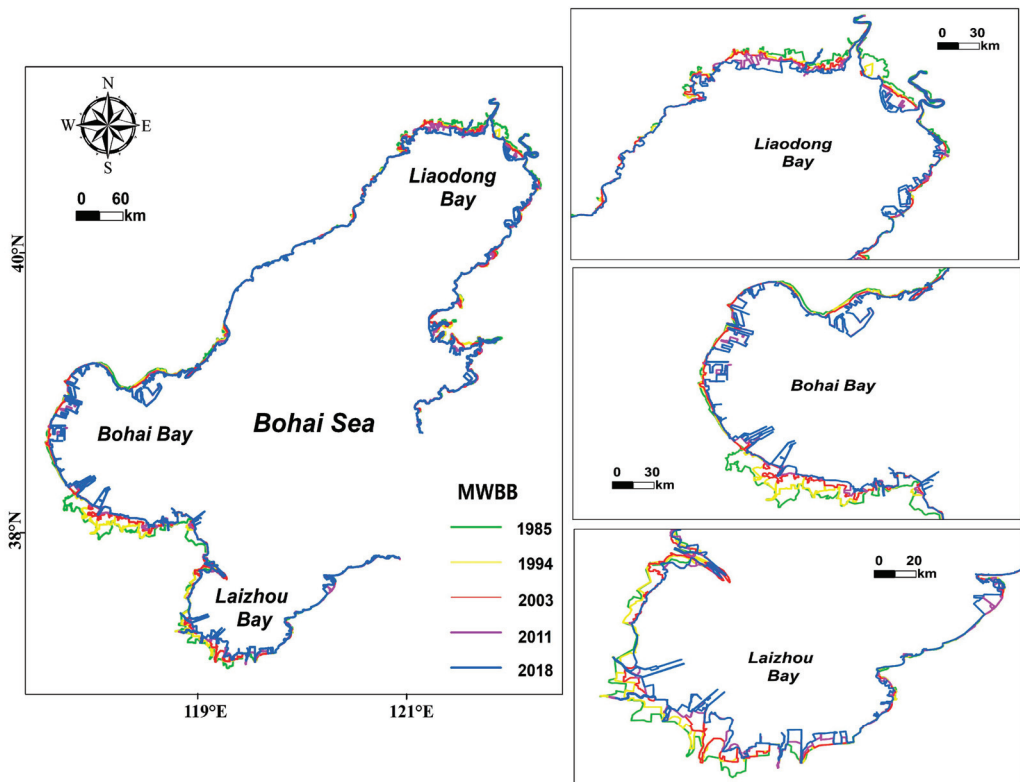 N
W E
S
0 60
km
40°N
38°N
119°E
121°E
Liaodong
Bay
Bohai Bay
Bohai Sea
Laizhou
Bay
MWBB
1985
1994
2003
2011
2018
0 30
km
Liaodong
Bay
Bohai Bay
0 30
km
0 20
km
Laizhou
Bay